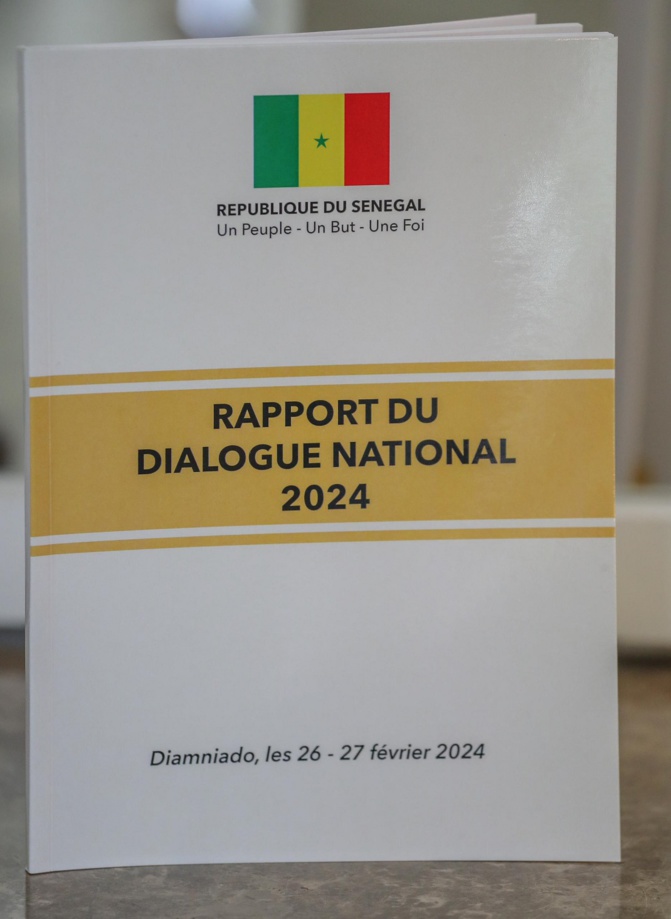 REPUBLIQUE DU SENEGAL
Un Peuple - Un But - Une Foi
RAPPORT DU
DIALOGUE NATIONAL
2024
Diamniado, les 26 - 27 février 2024